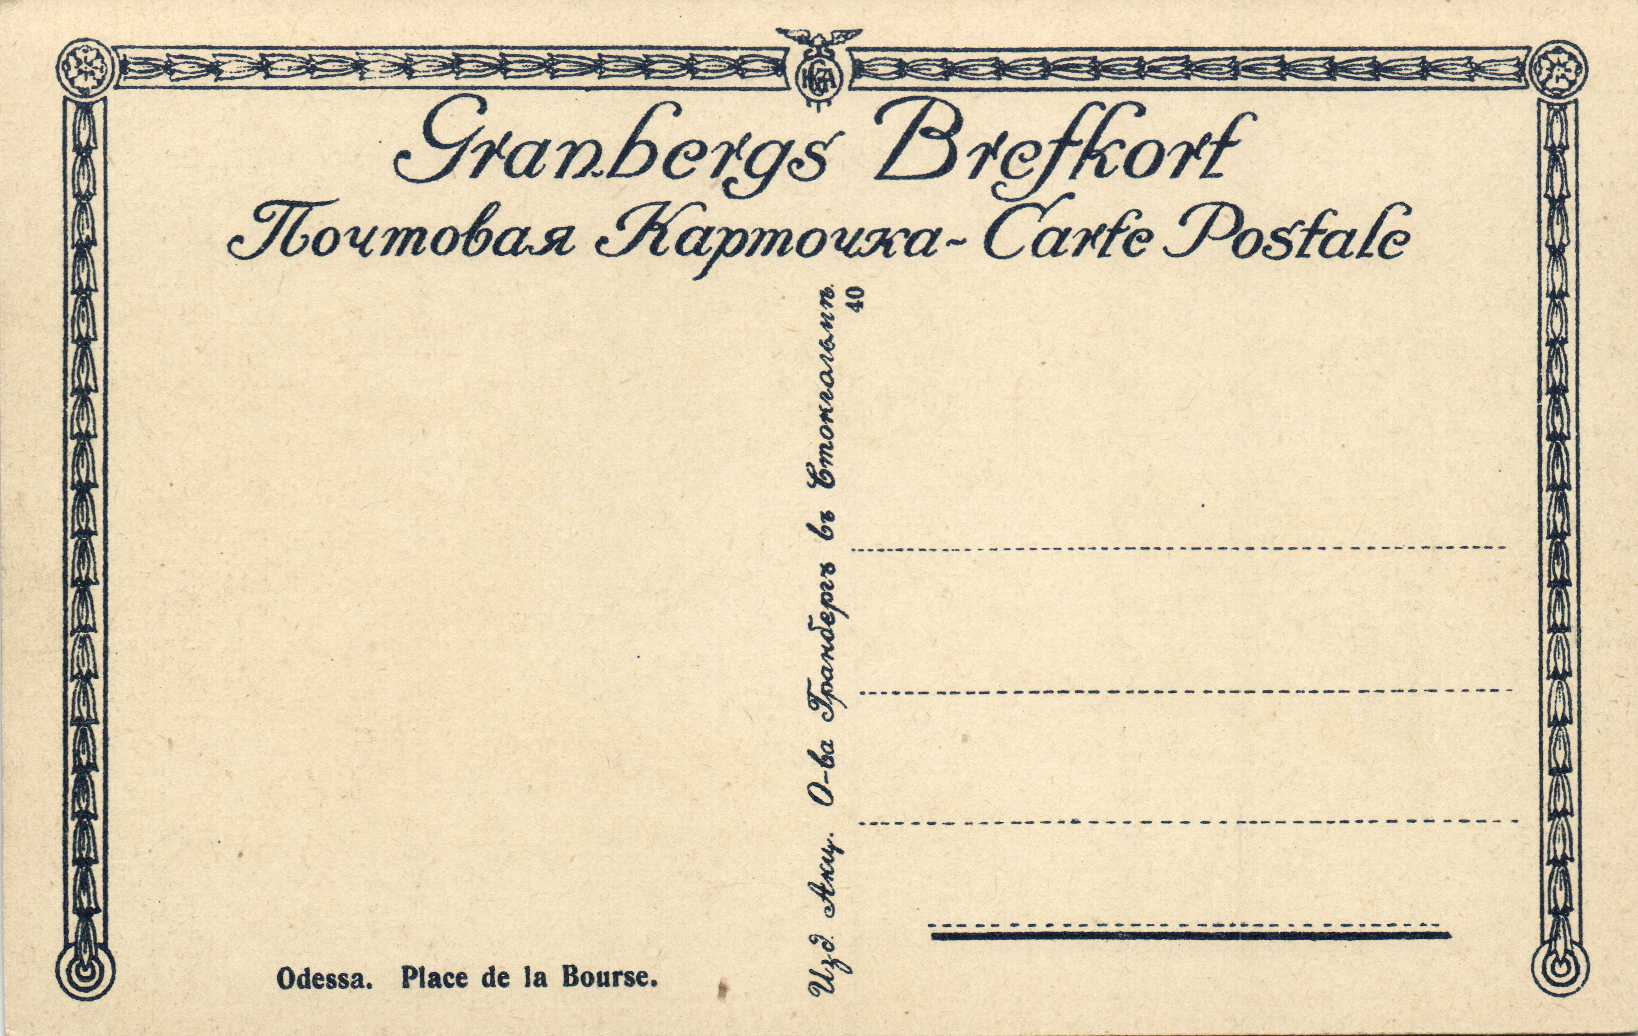 Granbergs Brefkort
Почтовая Карточка - Carte Postale
Изд. Акц. О-ва Гранбергъ въ Стокгольмѣ.
40
Odessa. Place de la Bourse.